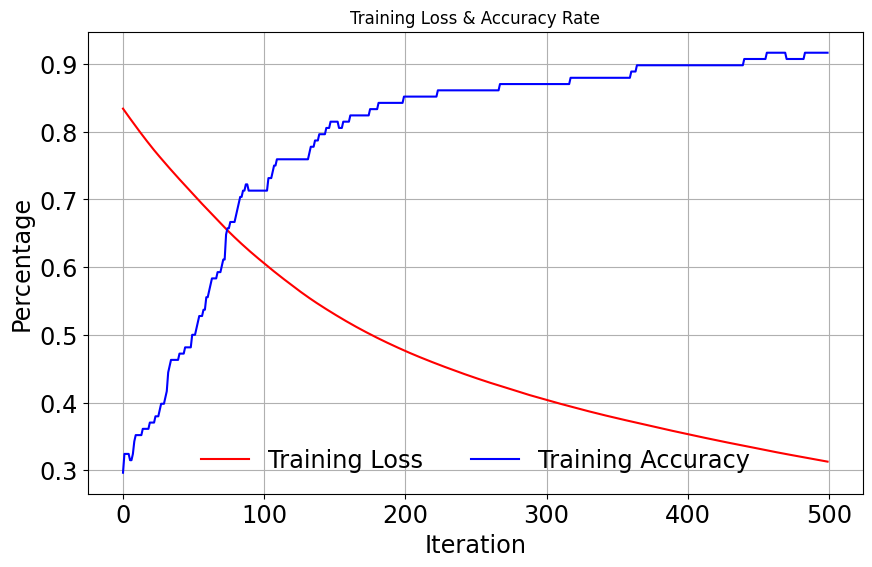 Training Loss & Accuracy Rate
Percentage
0.9
0.8
0.7
0.6
0.5
0.4
0.3
Training Loss
Training Accuracy
0 100 200 300 400 500
Iteration